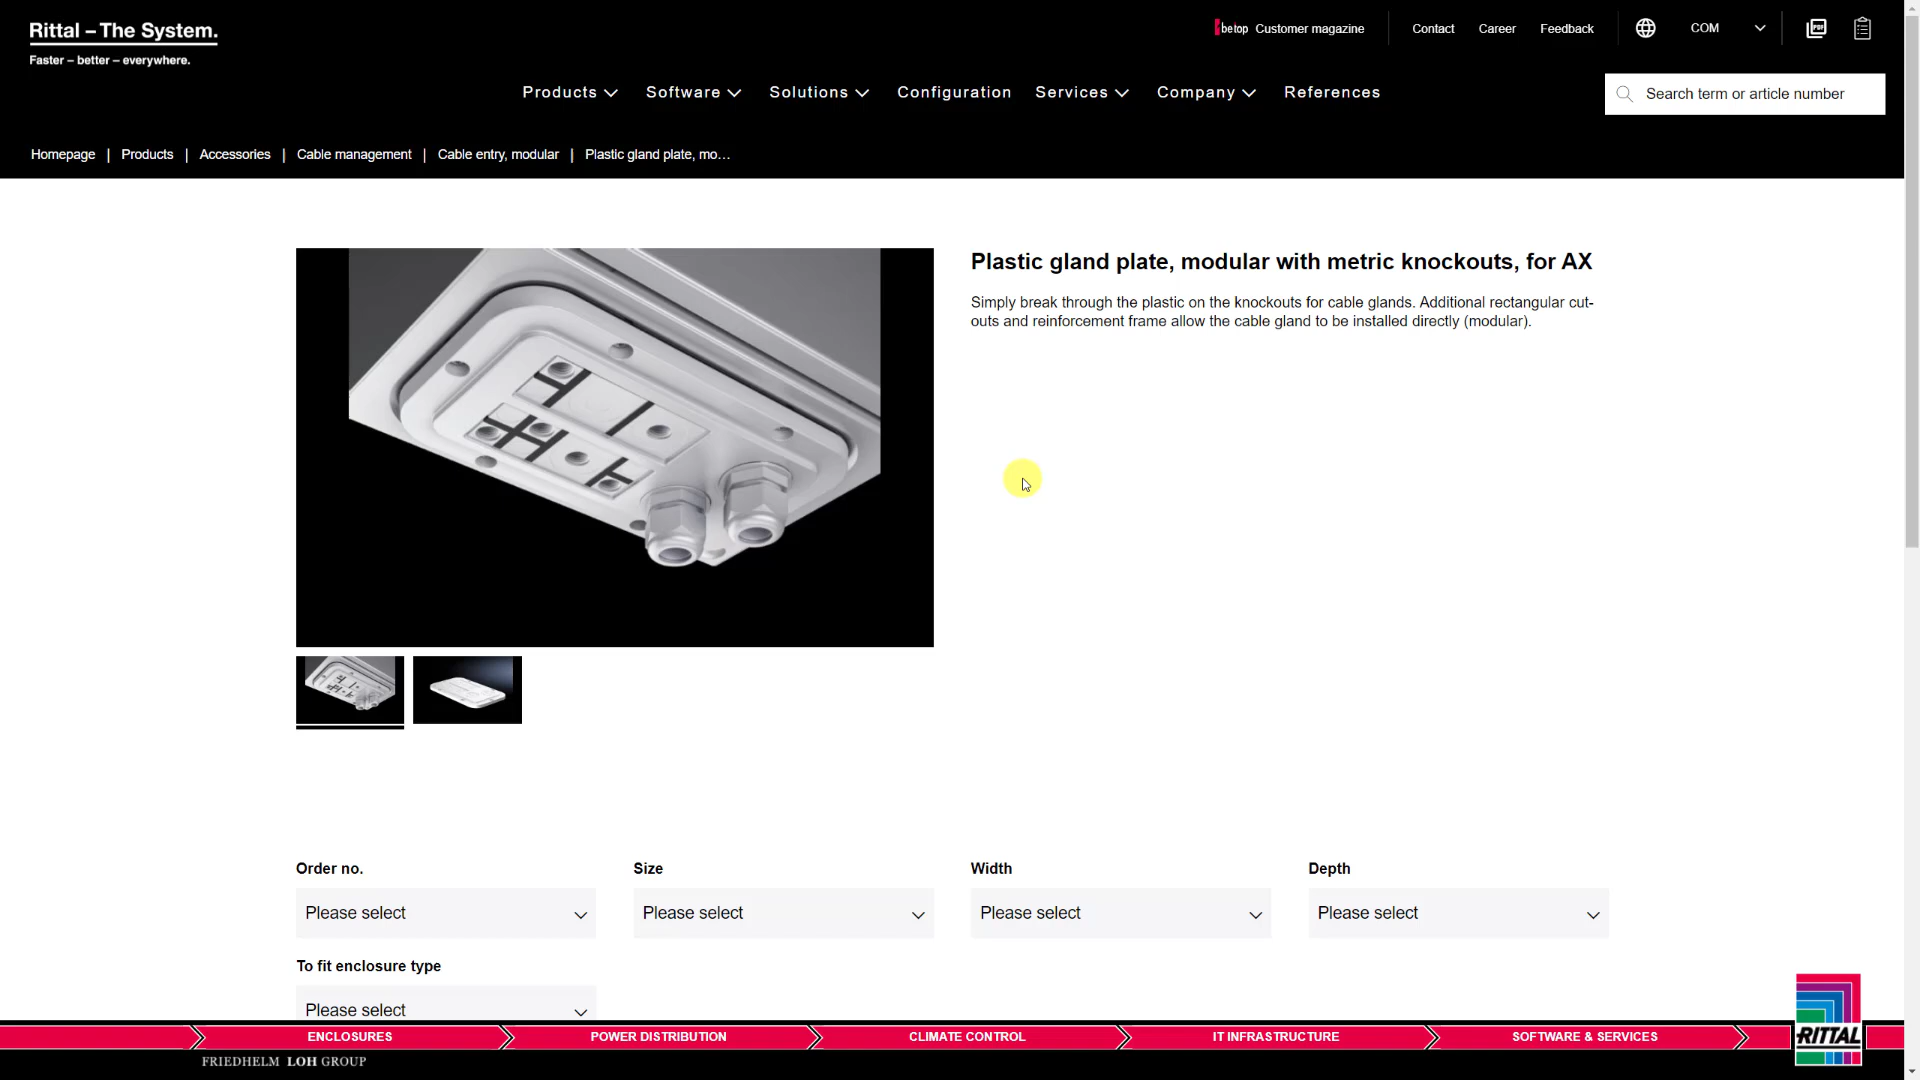 Rittal – The System.
Faster – better – everywhere.
betop Customer magazine
Contact
Career
Feedback
COM
PDF
Products
Software
Solutions
Configuration
Services
Company
References
Search term or article number
Homepage | Products | Accessories | Cable management | Cable entry, modular | Plastic gland plate, mo…
Plastic gland plate, modular with metric knockouts, for AX
Simply break through the plastic on the knockouts for cable glands. Additional rectangular cut-
outs and reinforcement frame allow the cable gland to be installed directly (modular).
Order no.
Size
Width
Depth
Please select
Please select
Please select
Please select
To fit enclosure type
Please select
ENCLOSURES
POWER DISTRIBUTION
CLIMATE CONTROL
IT INFRASTRUCTURE
SOFTWARE & SERVICES
RITTAL
FRIEDHELM LOH GROUP